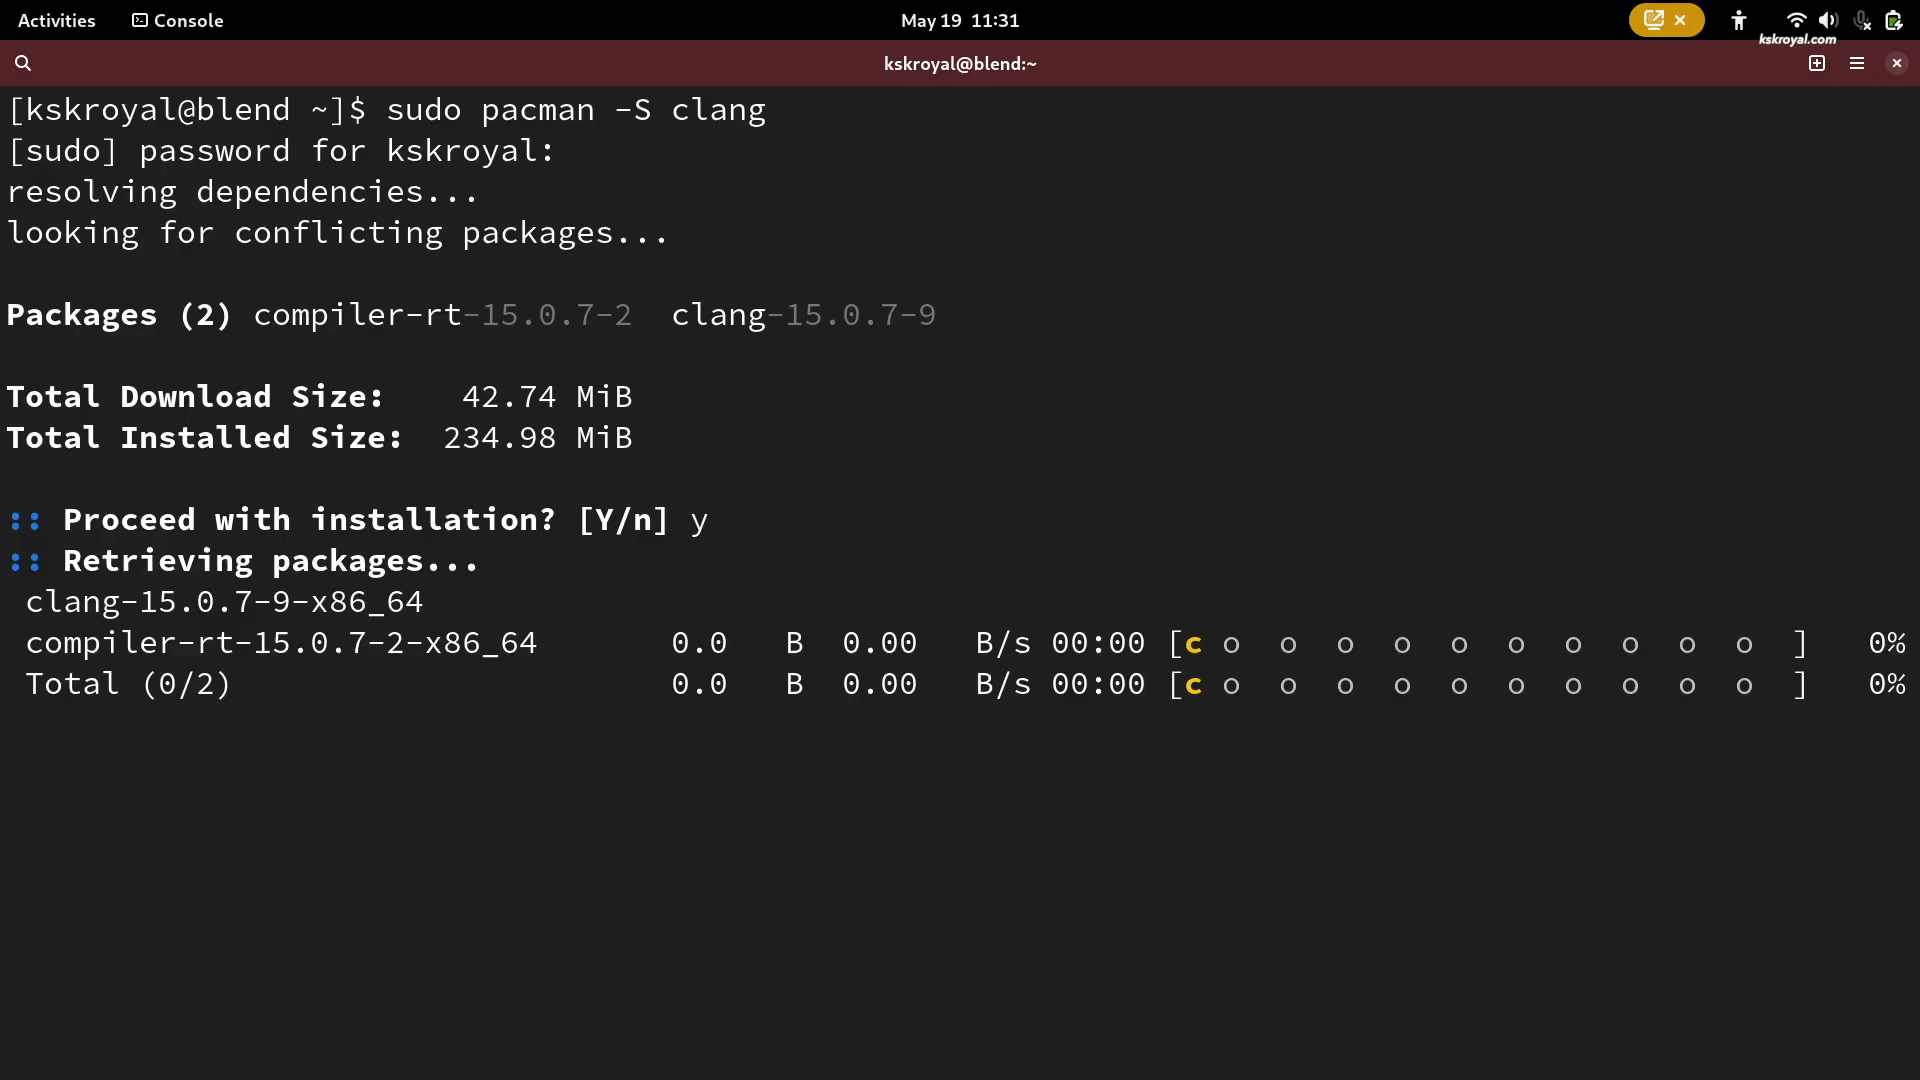 Activities Console May 19 11:31
kskroyal.com
kskroyal@blend:~
[kskroyal@blend ~]$ sudo pacman -S clang
[sudo] password for kskroyal:
resolving dependencies...
looking for conflicting packages...
Packages (2) compiler-rt-15.0.7-2 clang-15.0.7-9
Total Download Size: 42.74 MiB
Total Installed Size: 234.98 MiB
:: Proceed with installation? [Y/n] y
:: Retrieving packages...
clang-15.0.7-9-x86_64
compiler-rt-15.0.7-2-x86_64 0.0 B 0.00 B/s 00:00 [c o o o o o o o o o o ] 0%
Total (0/2) 0.0 B 0.00 B/s 00:00 [c o o o o o o o o o o ] 0%